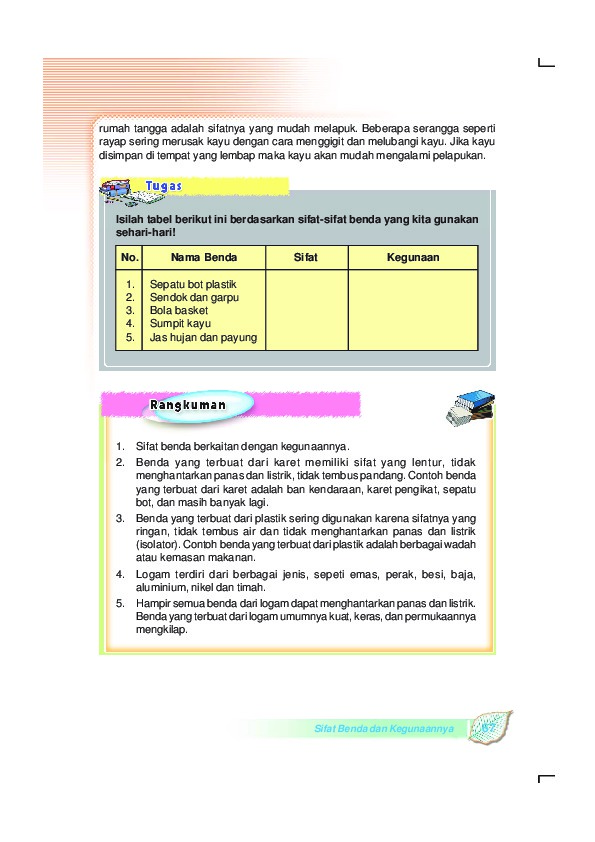 rumah tangga adalah sifatnya yang mudah melapuk. Beberapa serangga seperti
rayap sering merusak kayu dengan cara menggigit dan melubangi kayu. Jika kayu
disimpan di tempat yang lembap maka kayu akan mudah mengalami pelapukan.
Tugas
Isilah tabel berikut ini berdasarkan sifat-sifat benda yang kita gunakan
sehari-hari!
No. Nama Benda Sifat Kegunaan
1. Sepatu bot plastik
2. Sendok dan garpu
3. Bola basket
4. Sumpit kayu
5. Jas hujan dan payung
Rangkuman
1. Sifat benda berkaitan dengan kegunaannya.
2. Benda yang terbuat dari karet memiliki sifat yang lentur, tidak
menghantarkan panas dan listrik, tidak tembus pandang. Contoh benda
yang terbuat dari karet adalah ban kendaraan, karet pengikat, sepatu
bot, dan masih banyak lagi.
3. Benda yang terbuat dari plastik sering digunakan karena sifatnya yang
ringan, tidak tembus air dan tidak menghantarkan panas dan listrik
(isolator). Contoh benda yang terbuat dari plastik adalah berbagai wadah
atau kemasan makanan.
4. Logam terdiri dari berbagai jenis, sepeti emas, perak, besi, baja,
aluminium, nikel dan timah.
5. Hampir semua benda dari logam dapat menghantarkan panas dan listrik.
Benda yang terbuat dari logam umumnya kuat, keras, dan permukaannya
mengkilap.
Sifat Benda dan Kegunaannya